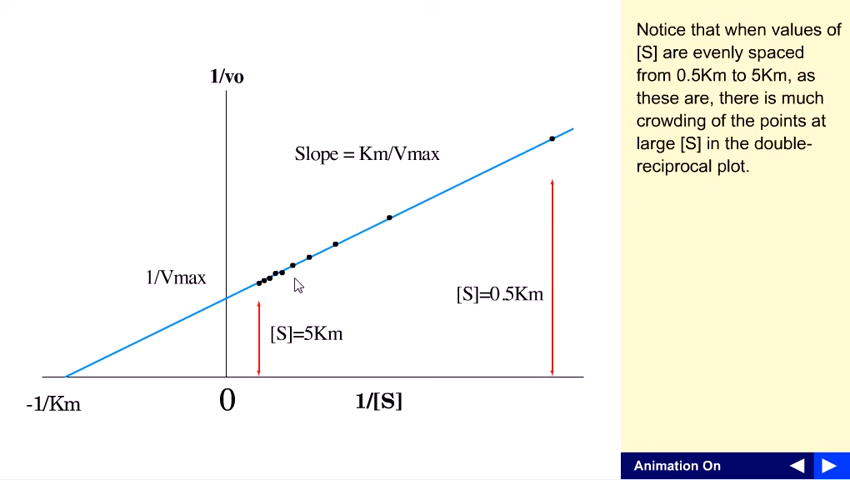 1/vo
Slope = Km/Vmax
1/Vmax
[S]=0.5Km
[S]=5Km
-1/Km
0
1/[S]
Notice that when values of
[S] are evenly spaced
from 0.5Km to 5Km, as
these are, there is much
crowding of the points at
large [S] in the double-
reciprocal plot.
Animation On